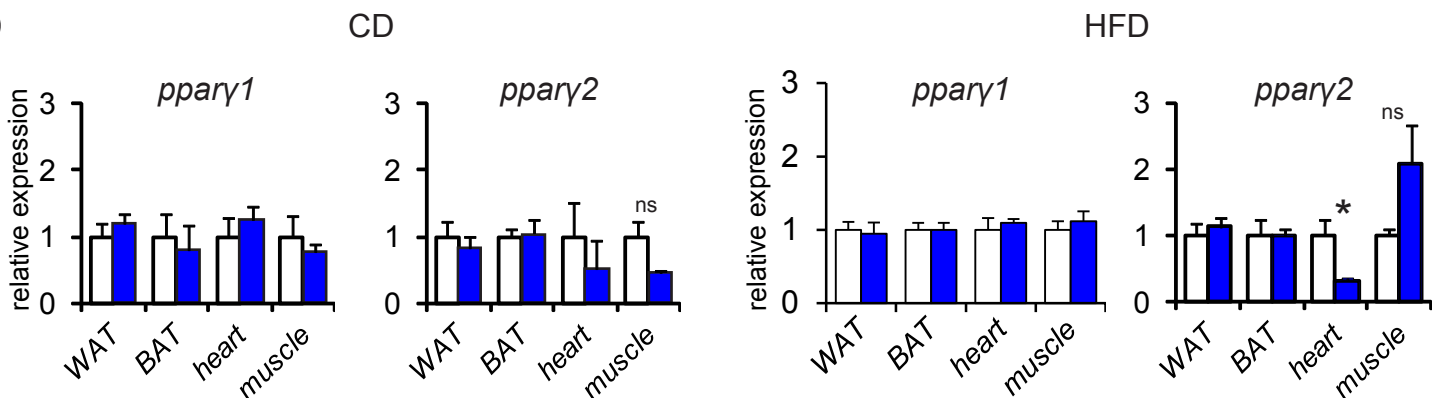 CD
HFD
pparγ1
pparγ2
pparγ1
pparγ2
relative expression
3
2
1
0
WAT
BAT
heart
muscle
3
2
1
0
ns
WAT
BAT
heart
muscle
relative expression
3
2
1
0
WAT
BAT
heart
muscle
3
2
1
0
*
ns
WAT
BAT
heart
muscle